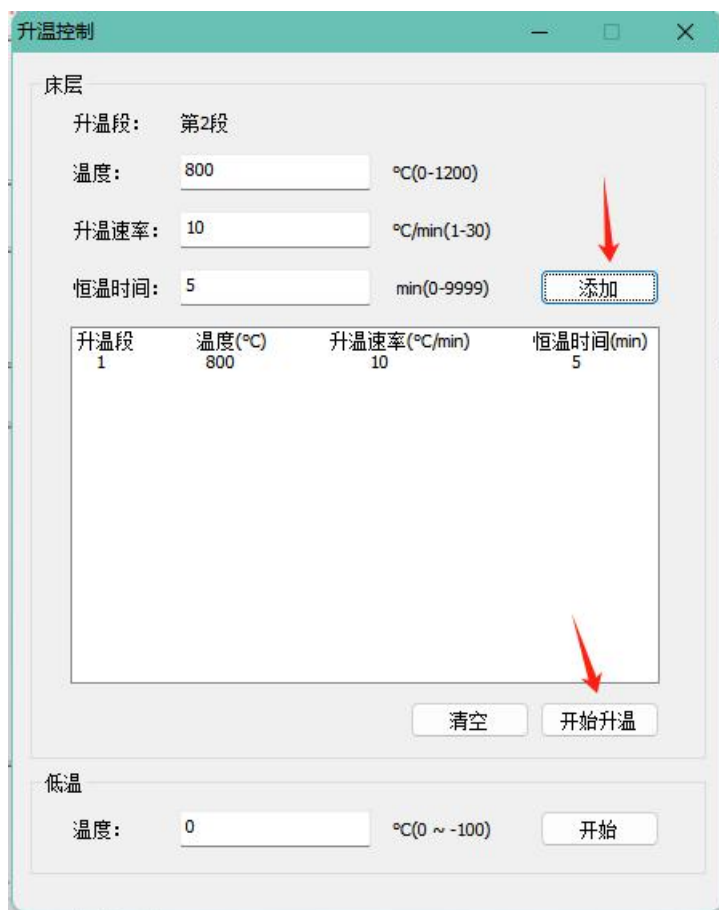 升温控制
床层
升温段： 第2段
温度： 800 ℃(0-1200)
升温速率： 10 ℃/min(1-30)
恒温时间： 5 min(0-9999) 添加
升温段 温度(℃) 升温速率(℃/min) 恒温时间(min)
1 800 10 5
清空 开始升温
低温
温度： 0 ℃(0 ~ -100) 开始